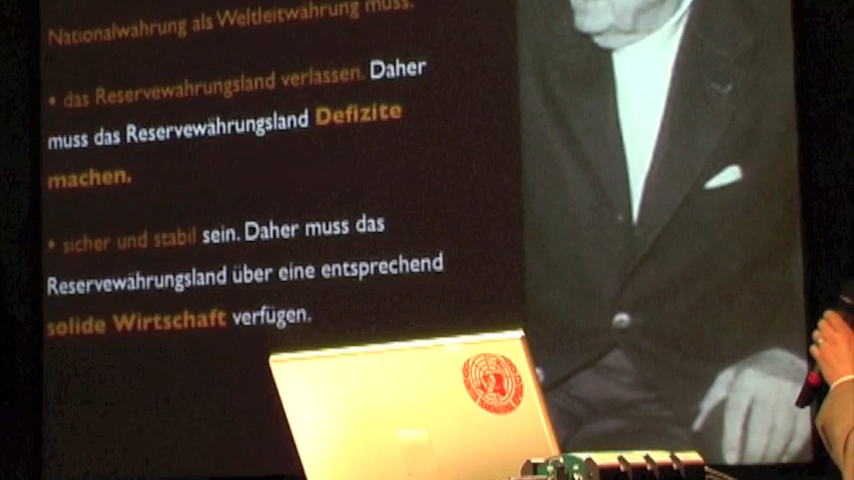 Nationalwährung als Weltleitwährung muss:
• das Reservewährungsland verlassen. Daher
muss das Reservewährungsland Defizite
machen.
• sicher und stabil sein. Daher muss das
Reservewährungsland über eine entsprechend
solide Wirtschaft verfügen.